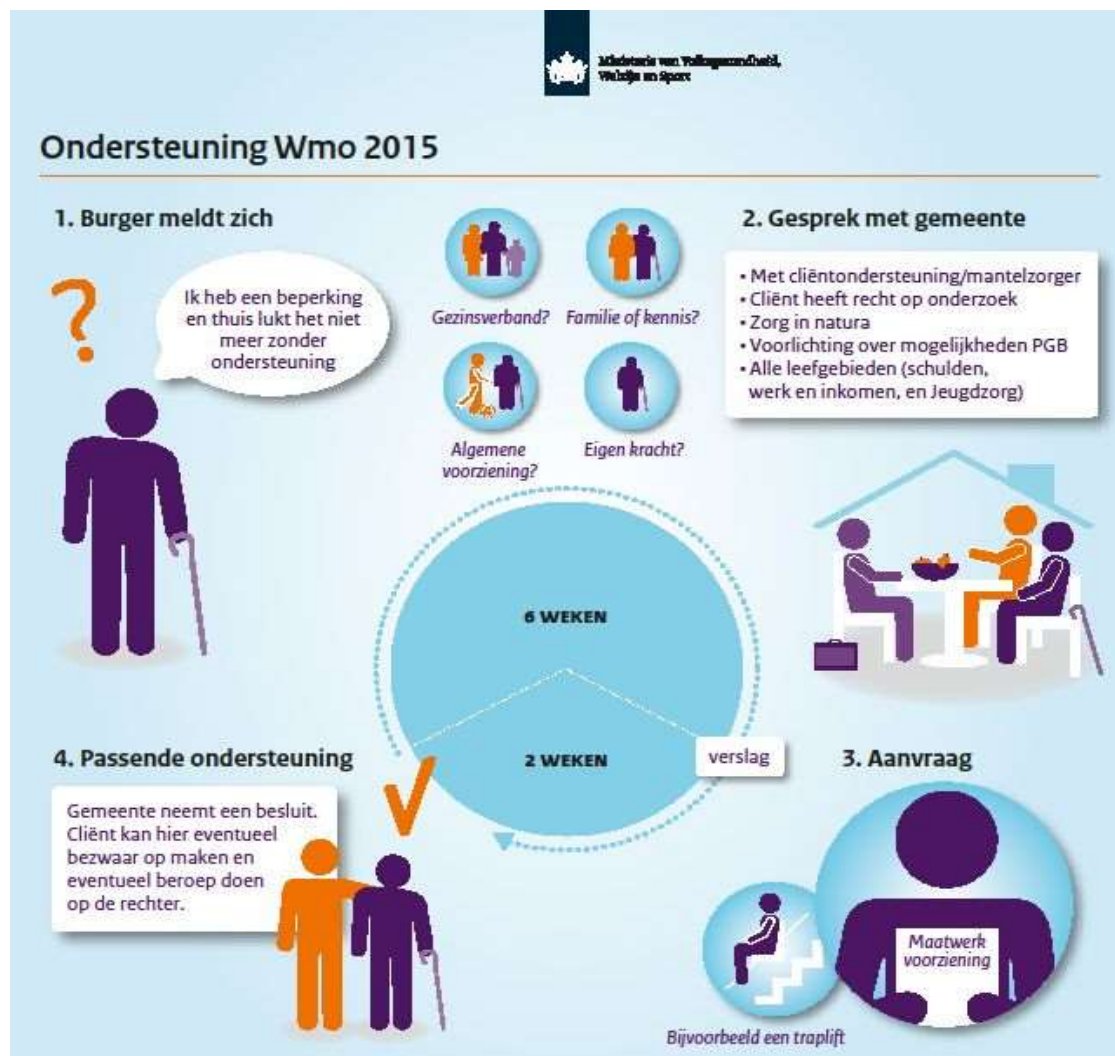 Ministerie van Volksgezondheid,
Welzijn en Sport
Ondersteuning Wmo 2015
1. Burger meldt zich
Ik heb een beperking
en thuis lukt het niet
meer zonder
ondersteuning
Gezinsverband?
Familie of kennis?
Algemene
voorziening?
Eigen kracht?
2. Gesprek met gemeente
• Met cliëntondersteuning/mantelzorger
• Cliënt heeft recht op onderzoek
• Zorg in natura
• Voorlichting over mogelijkheden PGB
• Alle leefgebieden (schulden,
werk en inkomen, en Jeugdzorg)
6 WEKEN
2 WEKEN
verslag
3. Aanvraag
Maatwerk
voorziening
Bijvoorbeeld een traplift
4. Passende ondersteuning
Gemeente neemt een besluit.
Cliënt kan hier eventueel
bezwaar op maken en
eventueel beroep doen
op de rechter.